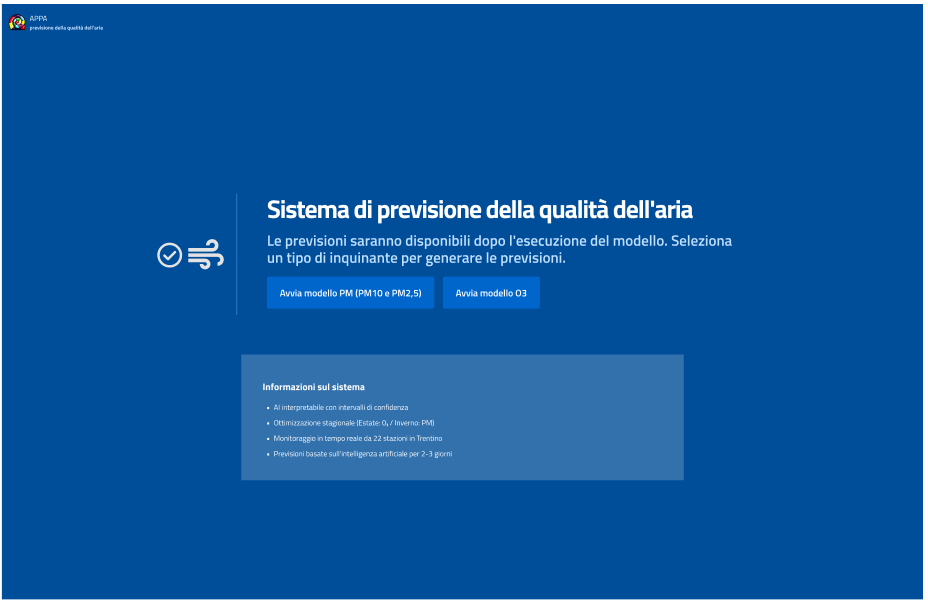 APPA
previsione della qualità dell'aria
Sistema di previsione della qualità dell'aria
Le previsioni saranno disponibili dopo l'esecuzione del modello. Seleziona
un tipo di inquinante per generare le previsioni.
Avvia modello PM (PM10 e PM2,5)
Avvia modello O3
Informazioni sul sistema
• AI interpretabile con intervalli di confidenza
• Ottimizzazione stagionale (Estate: O₃ / Inverno: PM)
• Monitoraggio in tempo reale da 22 stazioni in Trentino
• Previsioni basate sull'intelligenza artificiale per 2-3 giorni